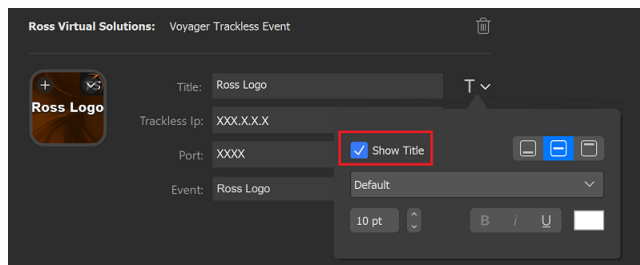 Ross Virtual Solutions: Voyager Trackless Event
Ross Logo
Title: Ross Logo
T
Trackless Ip: XXX.X.X.X
Port: XXXX
Event: Ross Logo
Show Title
Default
10 pt
B i U